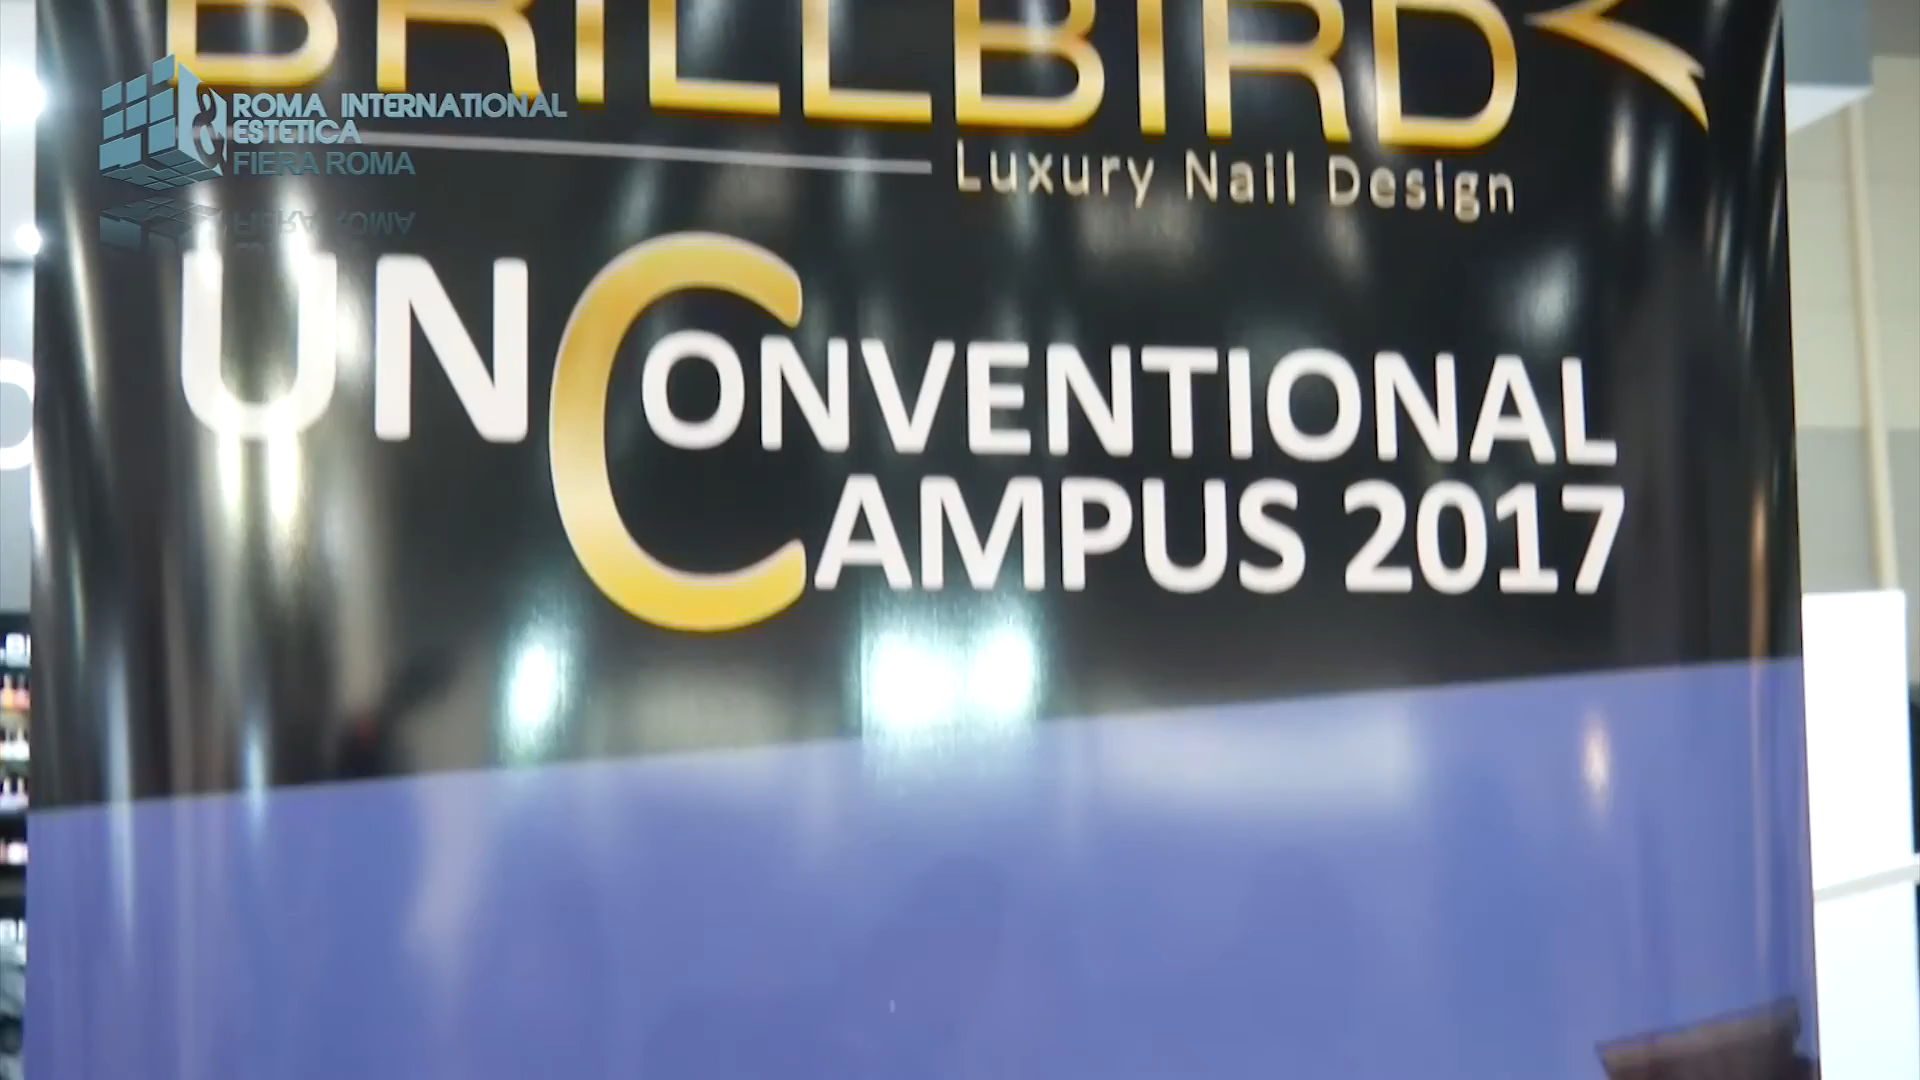 BRILLBIRD
ROMA INTERNATIONAL
ESTETICA
FIERA ROMA
Luxury Nail Design
UNCONVENTIONAL
CAMPUS 2017